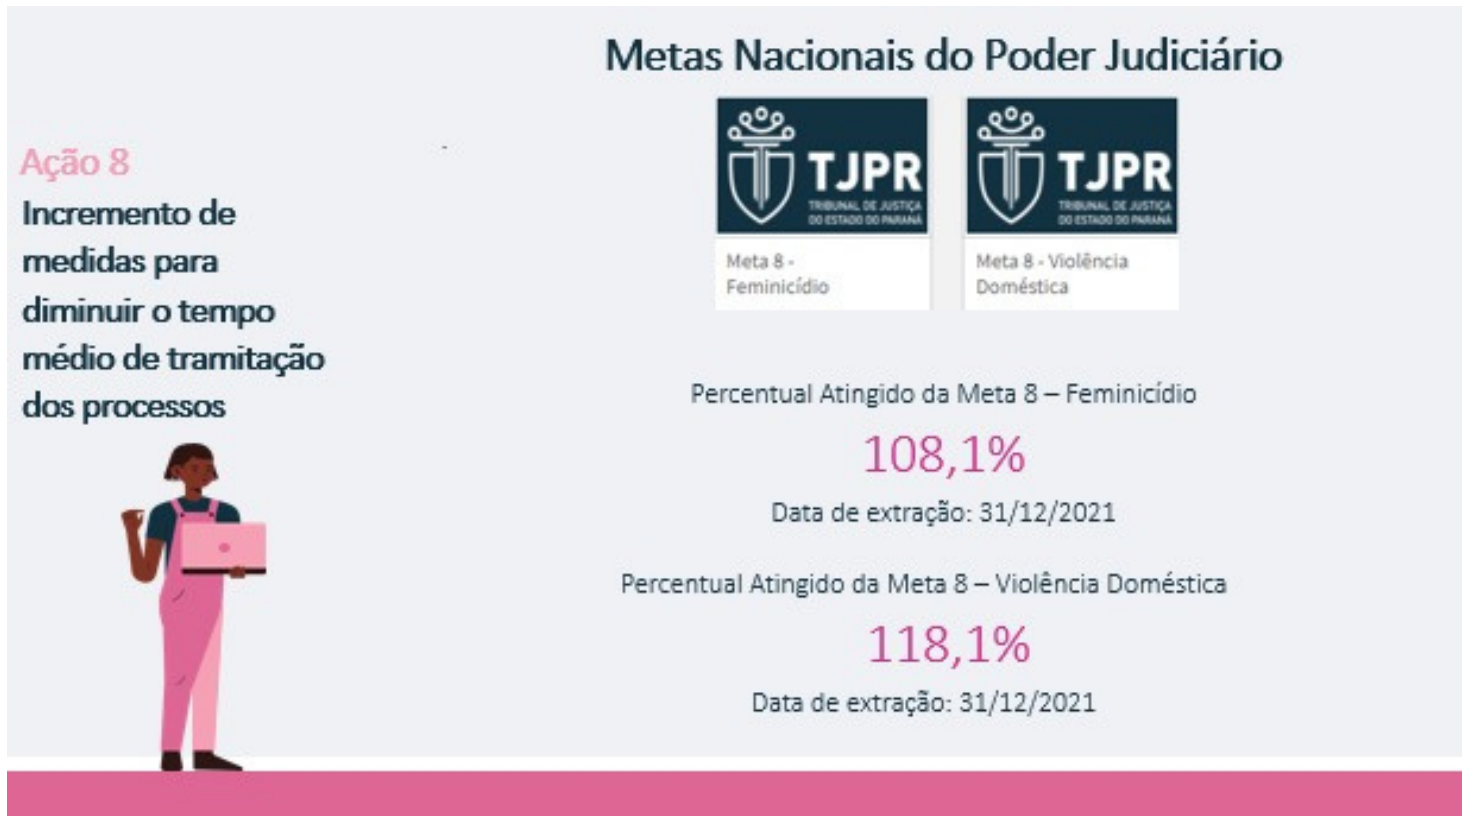 Metas Nacionais do Poder Judiciário
TJPR
TRIBUNAL DE JUSTIÇA
DO ESTADO DO PARANÁ
Meta 8 -
Feminicídio
TJPR
TRIBUNAL DE JUSTIÇA
DO ESTADO DO PARANÁ
Meta 8 - Violência
Doméstica
Ação 8
Incremento de
medidas para
diminuir o tempo
médio de tramitação
dos processos
Percentual Atingido da Meta 8 – Feminicídio
108,1%
Data de extração: 31/12/2021
Percentual Atingido da Meta 8 – Violência Doméstica
118,1%
Data de extração: 31/12/2021